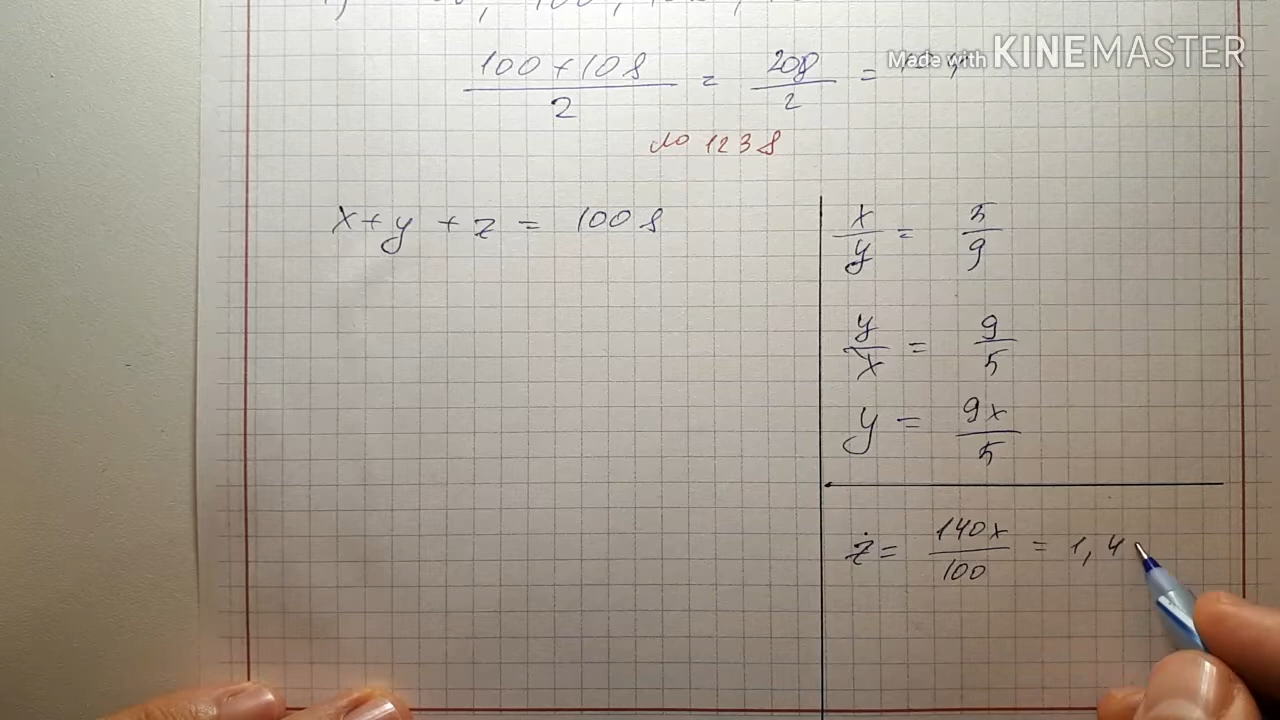 Made with KINEMASTER
100 + 108 / 2 = 208 / 2 =
№ 1238
x + y + z = 1008
x/y = 5/9
y/x = 9/5
y = 9x/5
z = 140x/100 = 1,4